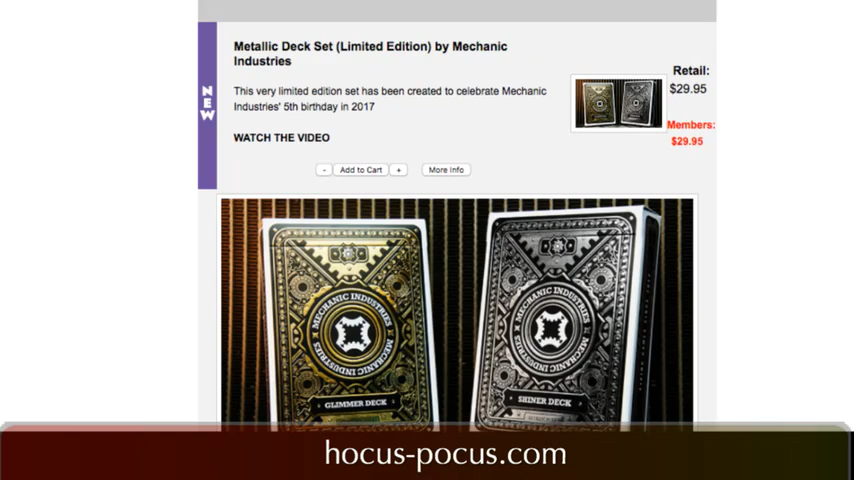 NEW
Metallic Deck Set (Limited Edition) by Mechanic
Industries
This very limited edition set has been created to celebrate Mechanic
Industries' 5th birthday in 2017
WATCH THE VIDEO
- Add to Cart + More Info
Retail:
$29.95
Members:
$29.95
MECHANIC INDUSTRIES
MECHANIC INDUSTRIES
GLIMMER DECK
MECHANIC INDUSTRIES
MECHANIC INDUSTRIES
SHINER DECK
hocus-pocus.com